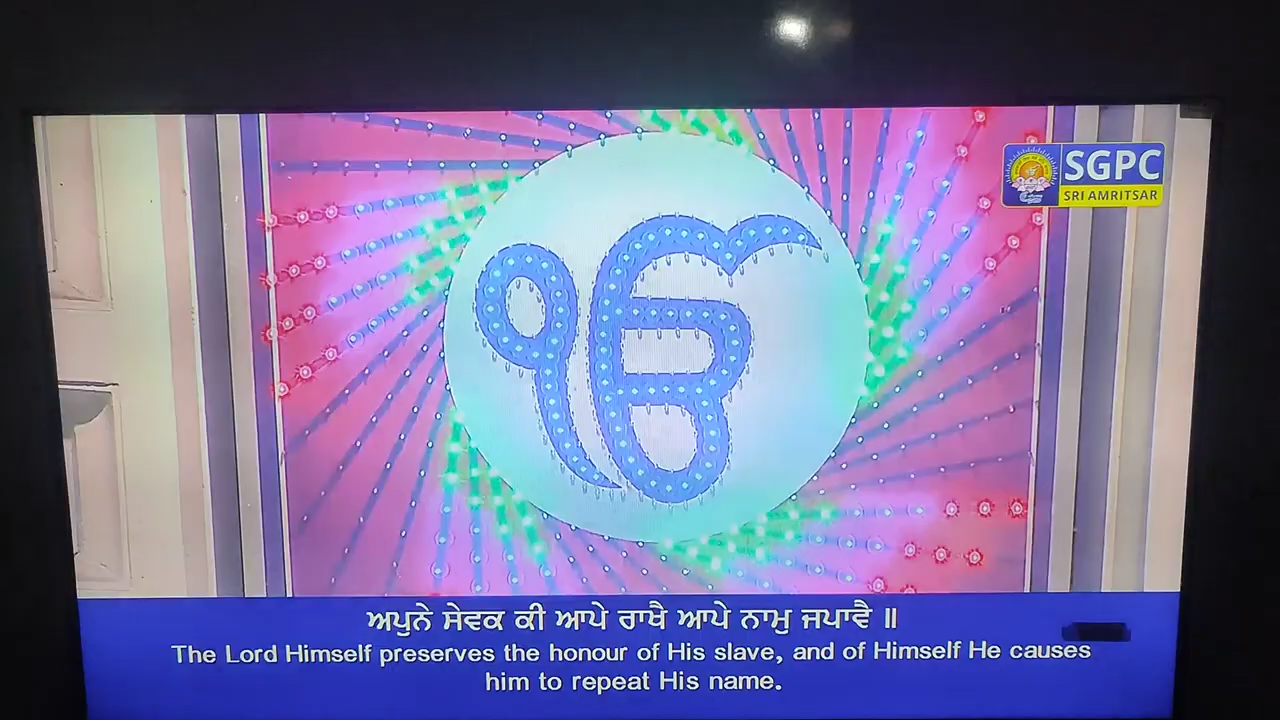 ੴ
SGPC
SRI AMRITSAR
ਅਪੁਨੇ ਸੇਵਕ ਕੀ ਆਪੇ ਰਾਖੈ ਆਪੇ ਨਾਮੁ ਜਪਾਵੈ ॥
The Lord Himself preserves the honour of His slave, and of Himself He causes
him to repeat His name.